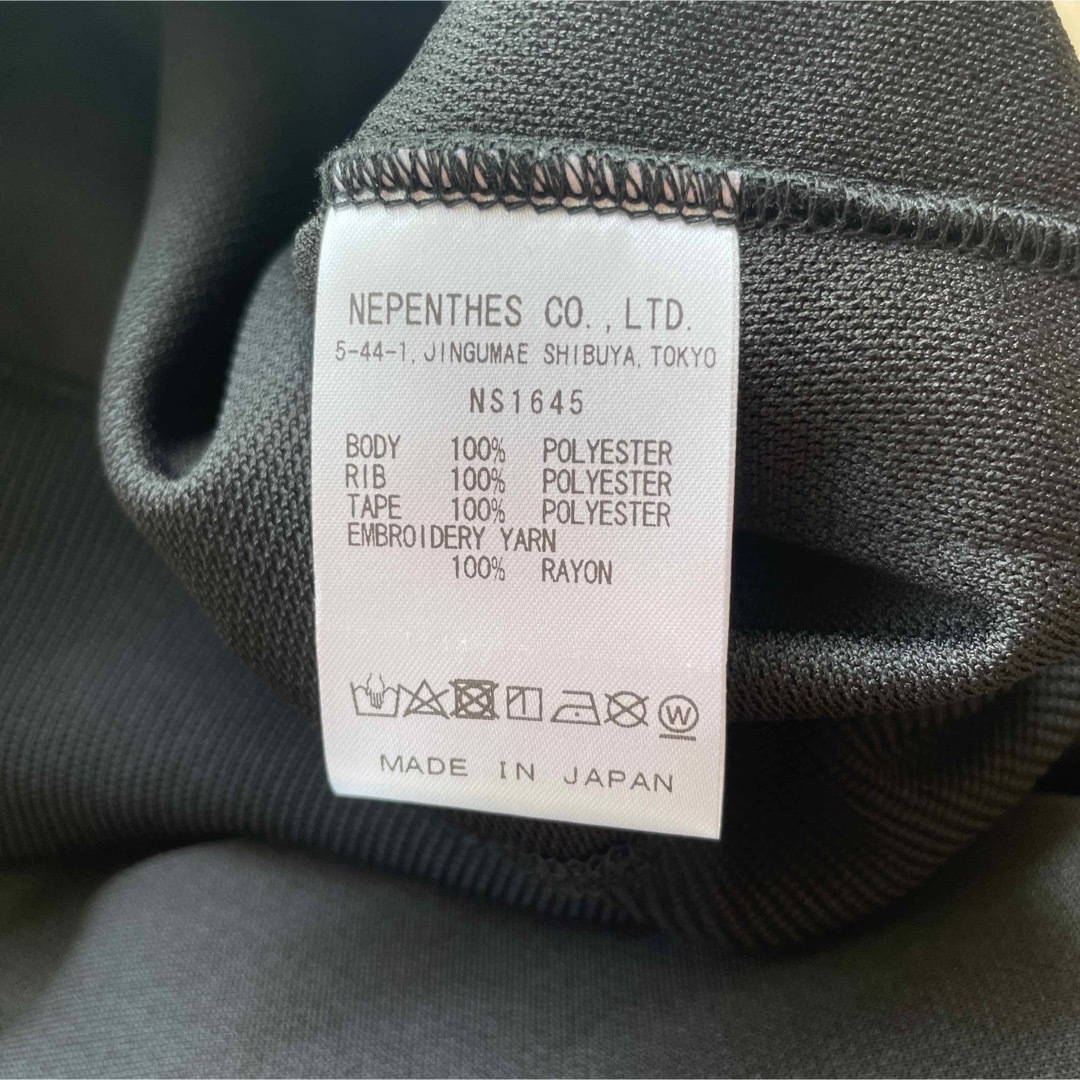 NEPENTHES CO., LTD.
5-44-1, JINGUMAE SHIBUYA, TOKYO
NS1645
BODY 100% POLYESTER
RIB 100% POLYESTER
TAPE 100% POLYESTER
EMBROIDERY YARN
100% RAYON
W
MADE IN JAPAN